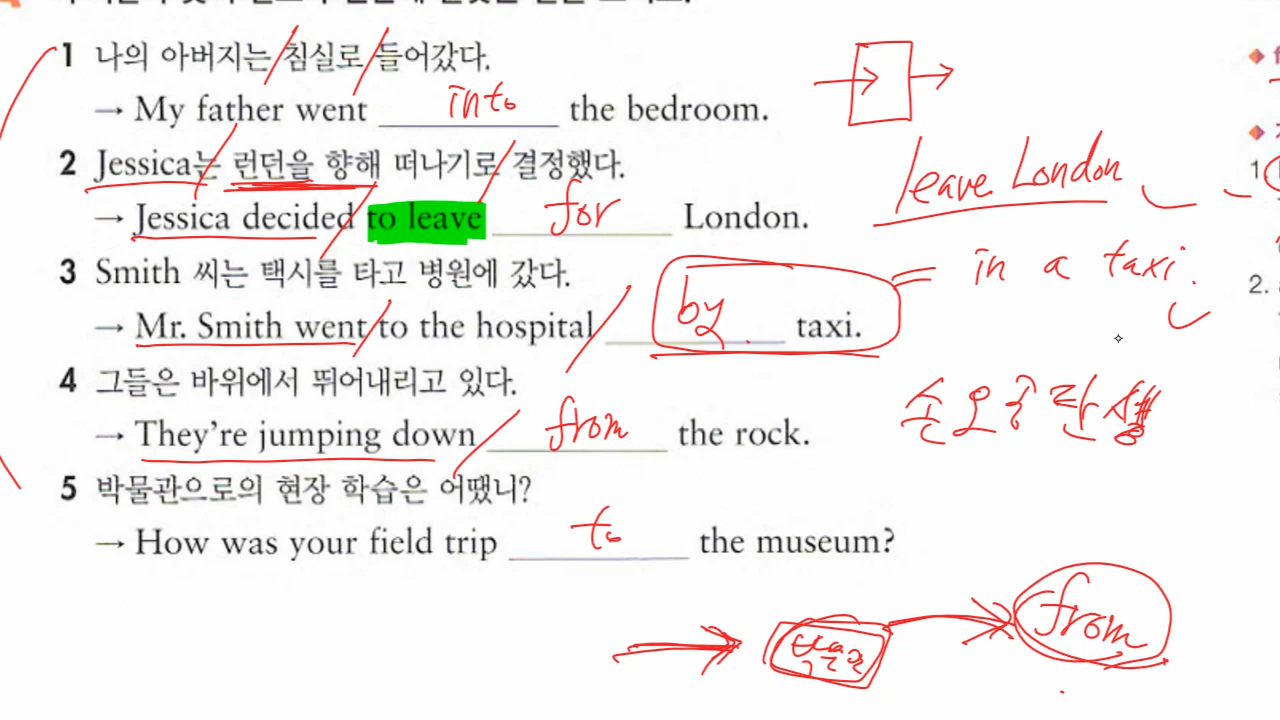 1 나의 아버지는 침실로 들어갔다.
→ My father went into the bedroom.
2 Jessica는 런던을 향해 떠나기로 결정했다.
leave London
→ Jessica decided to leave for London.
3 Smith 씨는 택시를 타고 병원에 갔다.
= in a taxi.
→ Mr. Smith went to the hospital by taxi.
4 그들은 바위에서 뛰어내리고 있다.
손오공
→ They're jumping down from the rock.
5 박물관으로의 현장 학습은 어땠니?
→ How was your field trip to the museum?
from
1
2.